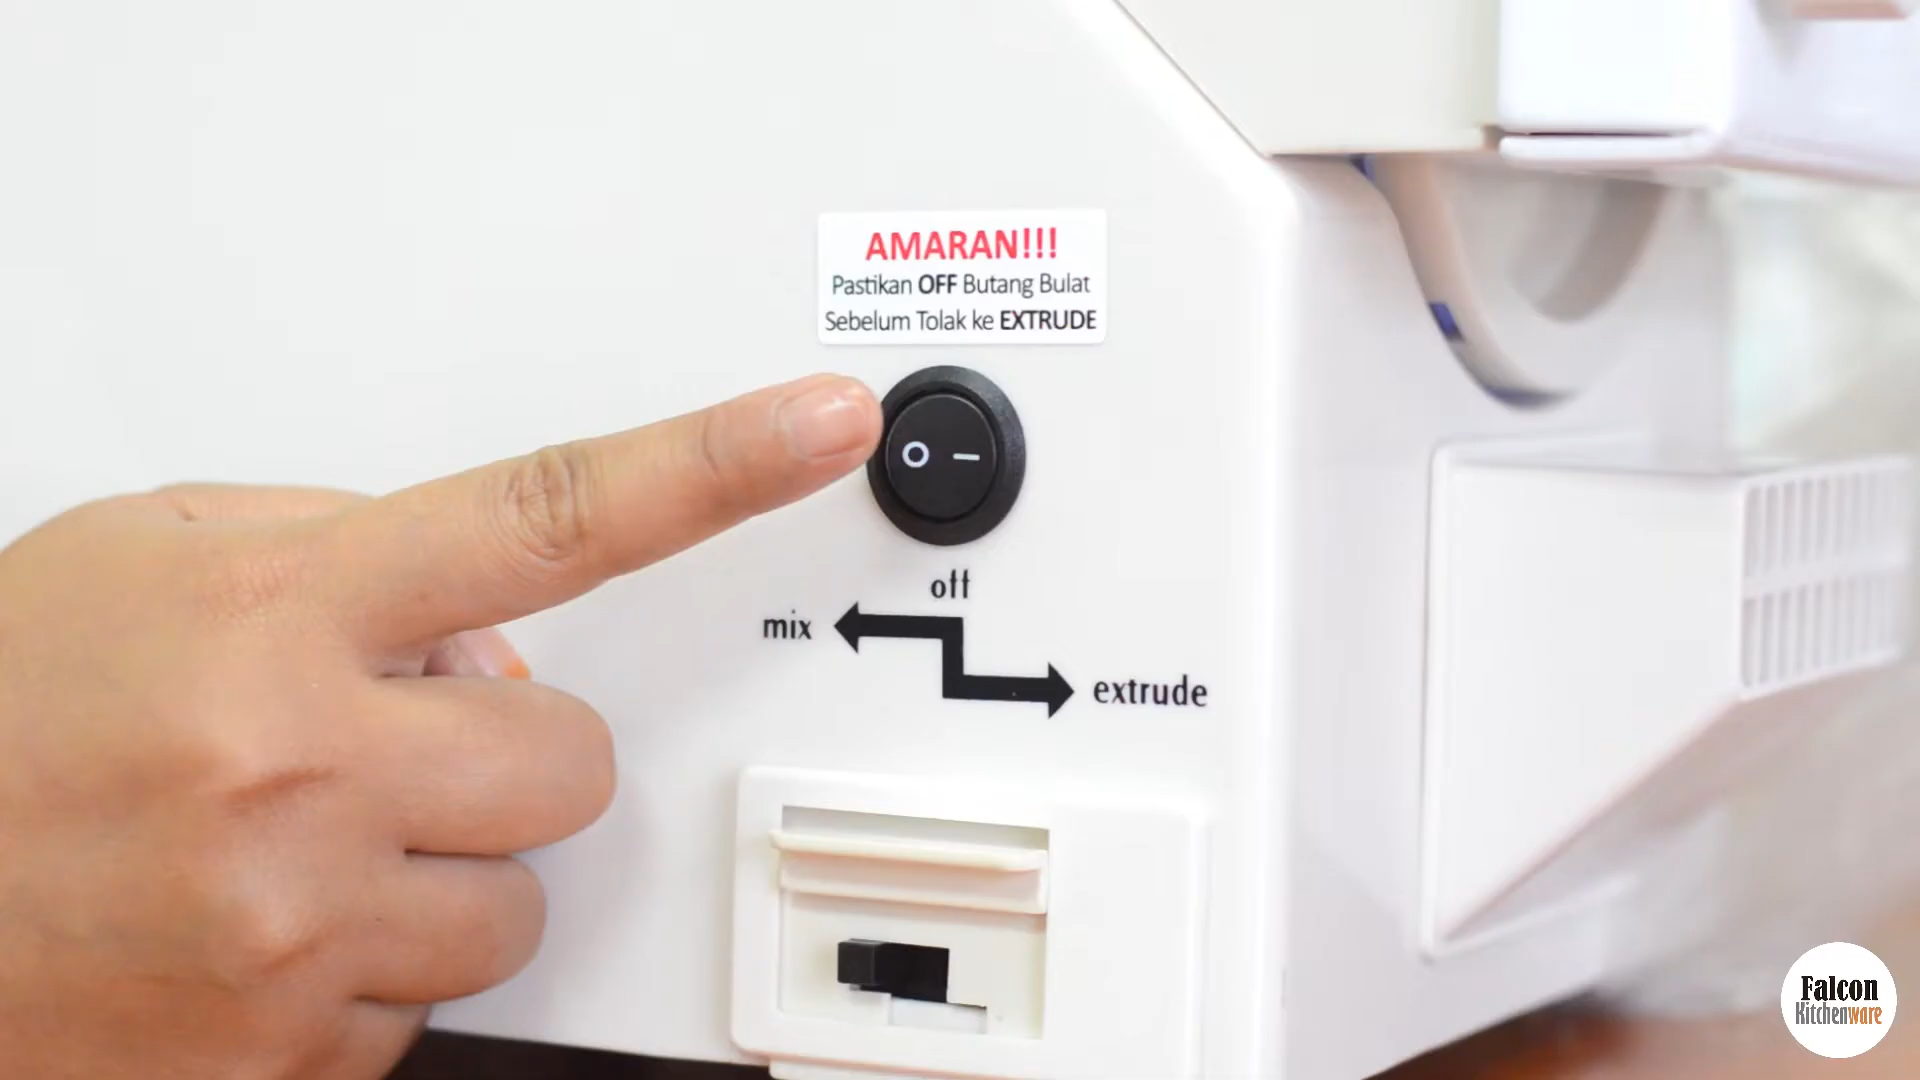 AMARAN!!!
Pastikan OFF Butang Bulat
Sebelum Tolak ke EXTRUDE
off
mix
extrude
Falcon
Kitchenware